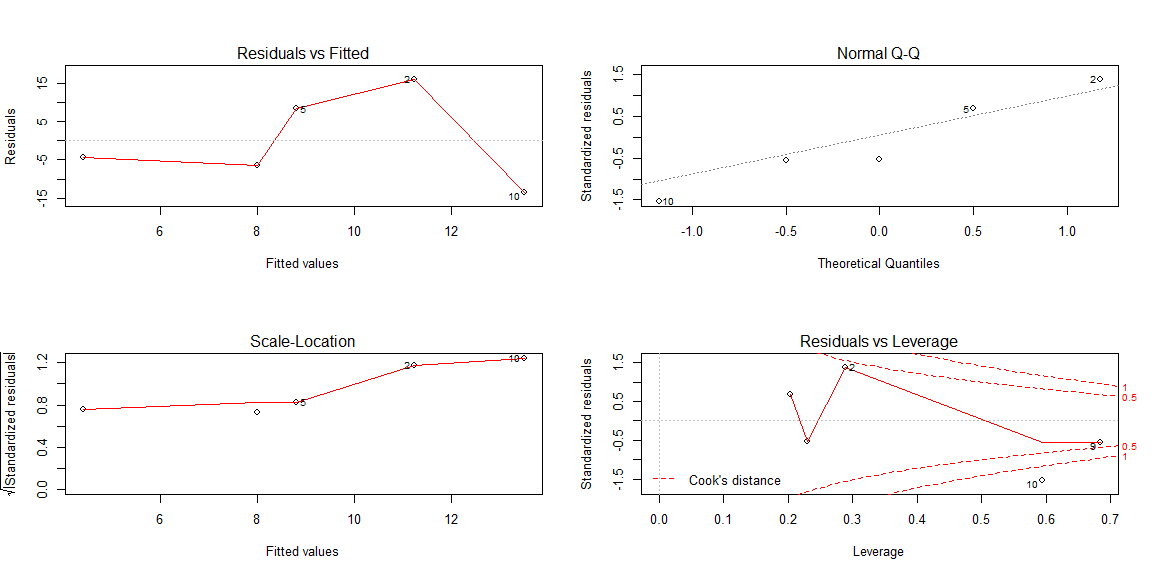 Residuals vs Fitted
Residuals
15
5
-5
-15
2
5
10
6 8 10 12
Fitted values
Normal Q-Q
Standardized residuals
1.5
0.5
-0.5
-1.5
2
5
10
-1.0 -0.5 0.0 0.5 1.0
Theoretical Quantiles
Scale-Location
√|Standardized residuals|
1.2
0.8
0.4
0.0
10
2
5
6 8 10 12
Fitted values
Residuals vs Leverage
Standardized residuals
1.5
0.5
-0.5
-1.5
2
1
0.5
0.5
9
1
10
Cook's distance
0.0 0.1 0.2 0.3 0.4 0.5 0.6 0.7
Leverage